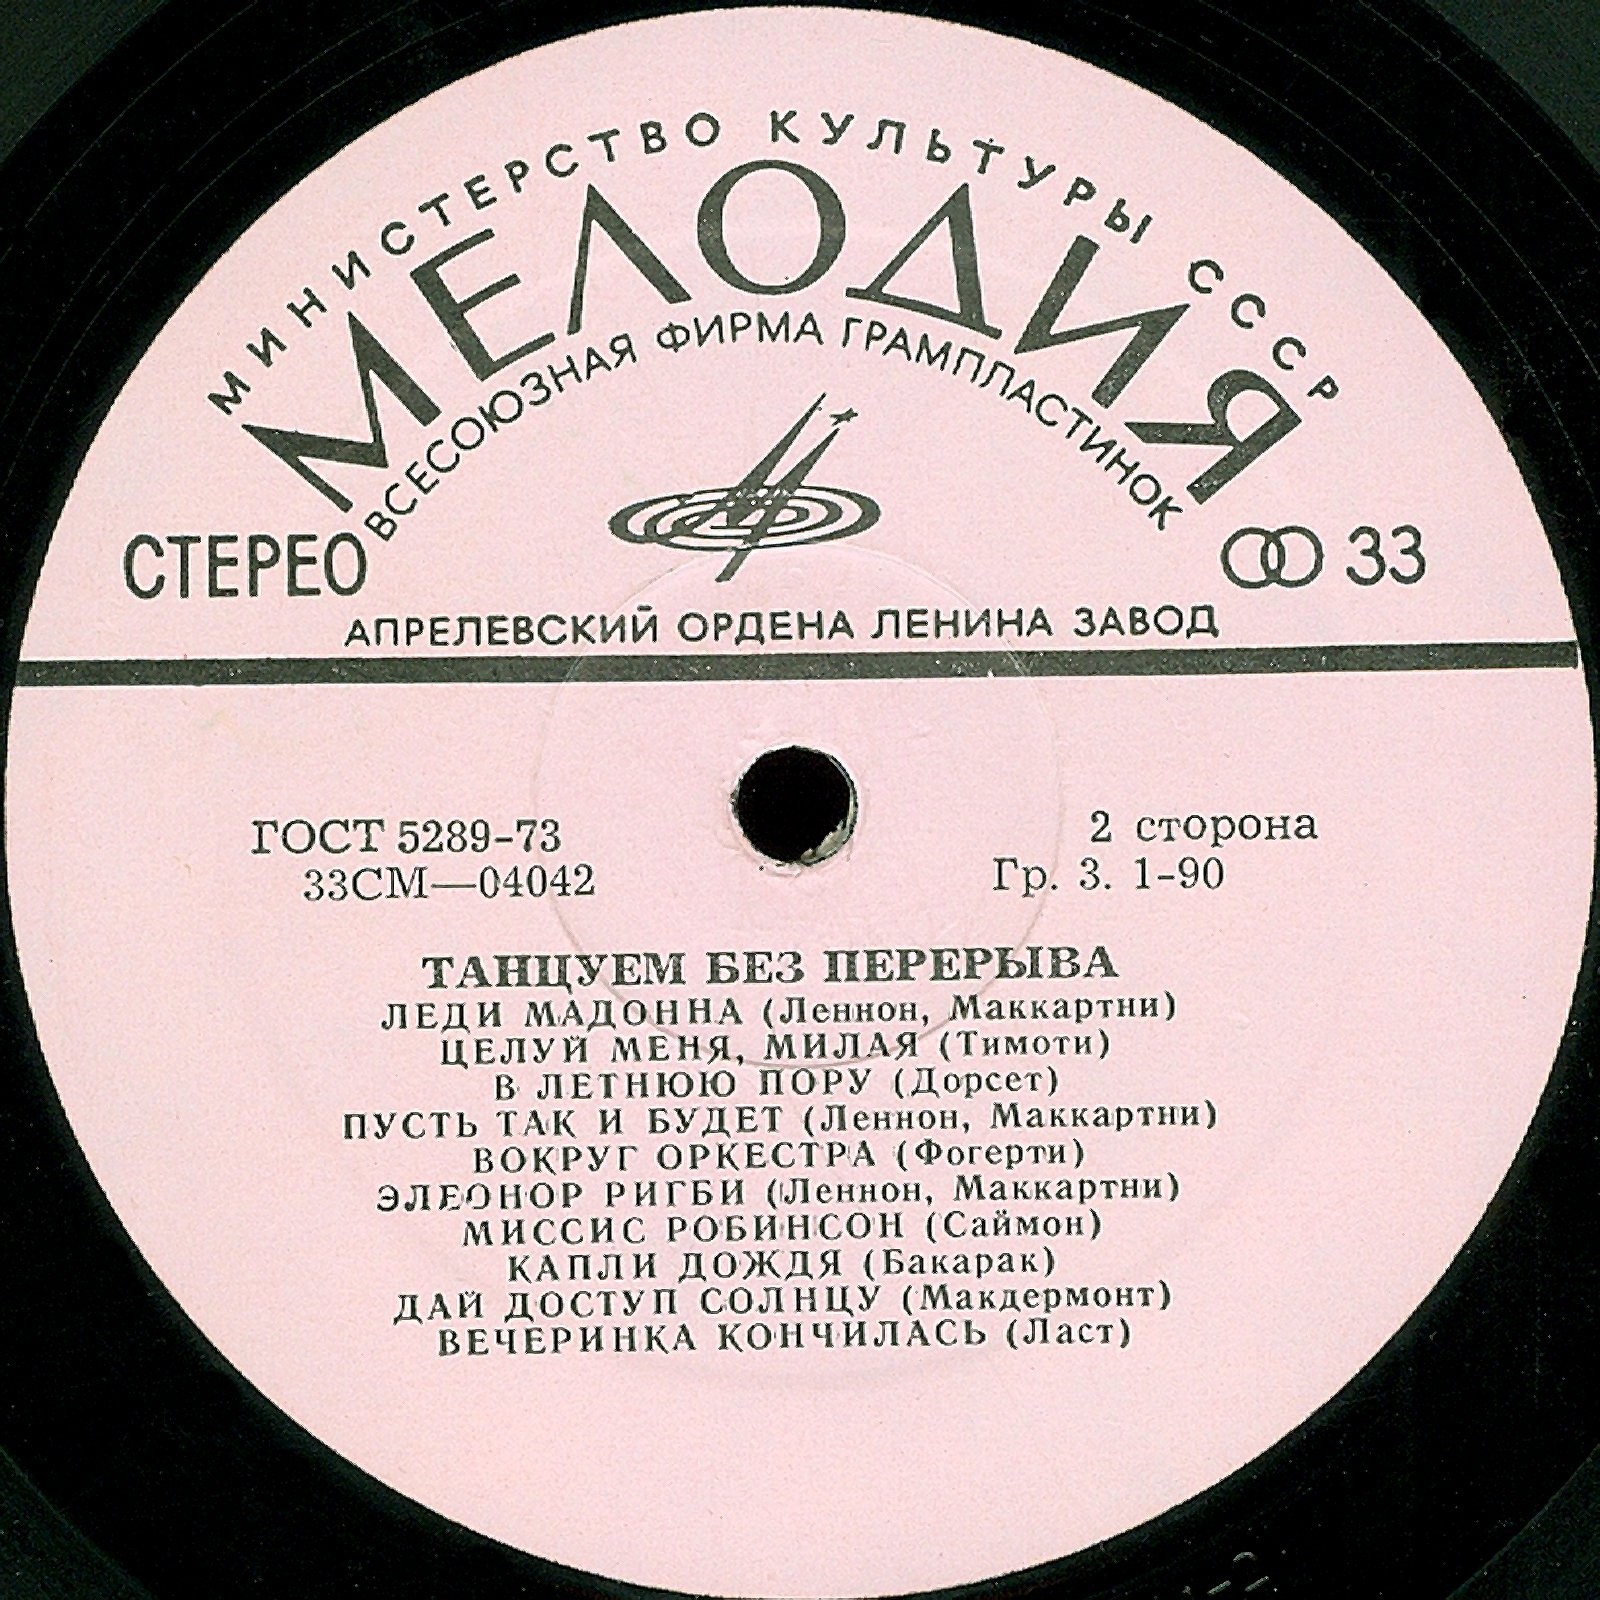 МИНИСТЕРСТВО КУЛЬТУРЫ СССР
МЕЛОДИЯ
ВСЕСОЮЗНАЯ ФИРМА ГРАМПЛАСТИНОК
СТЕРЕО 33
АПРЕЛЕВСКИЙ ОРДЕНА ЛЕНИНА ЗАВОД
ГОСТ 5289-73 2 сторона
33СМ—04042 Гр. 3. 1-90
ТАНЦУЕМ БЕЗ ПЕРЕРЫВА
ЛЕДИ МАДОННА (Леннон, Маккартни)
ЦЕЛУЙ МЕНЯ, МИЛАЯ (Тимоти)
В ЛЕТНЮЮ ПОРУ (Дорсет)
ПУСТЬ ТАК И БУДЕТ (Леннон, Маккартни)
ВОКРУГ ОРКЕСТРА (Фогерти)
ЭЛЕОНОР РИГБИ (Леннон, Маккартни)
МИССИС РОБИНСОН (Саймон)
КАПЛИ ДОЖДЯ (Бакарак)
ДАЙ ДОСТУП СОЛНЦУ (Макдермонт)
ВЕЧЕРИНКА КОНЧИЛАСЬ (Ласт)